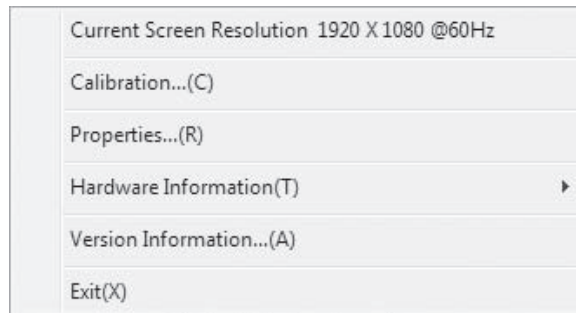 Current Screen Resolution 1920 X 1080 @60Hz
Calibration...(C)
Properties...(R)
Hardware Information(T)
Version Information...(A)
Exit(X)